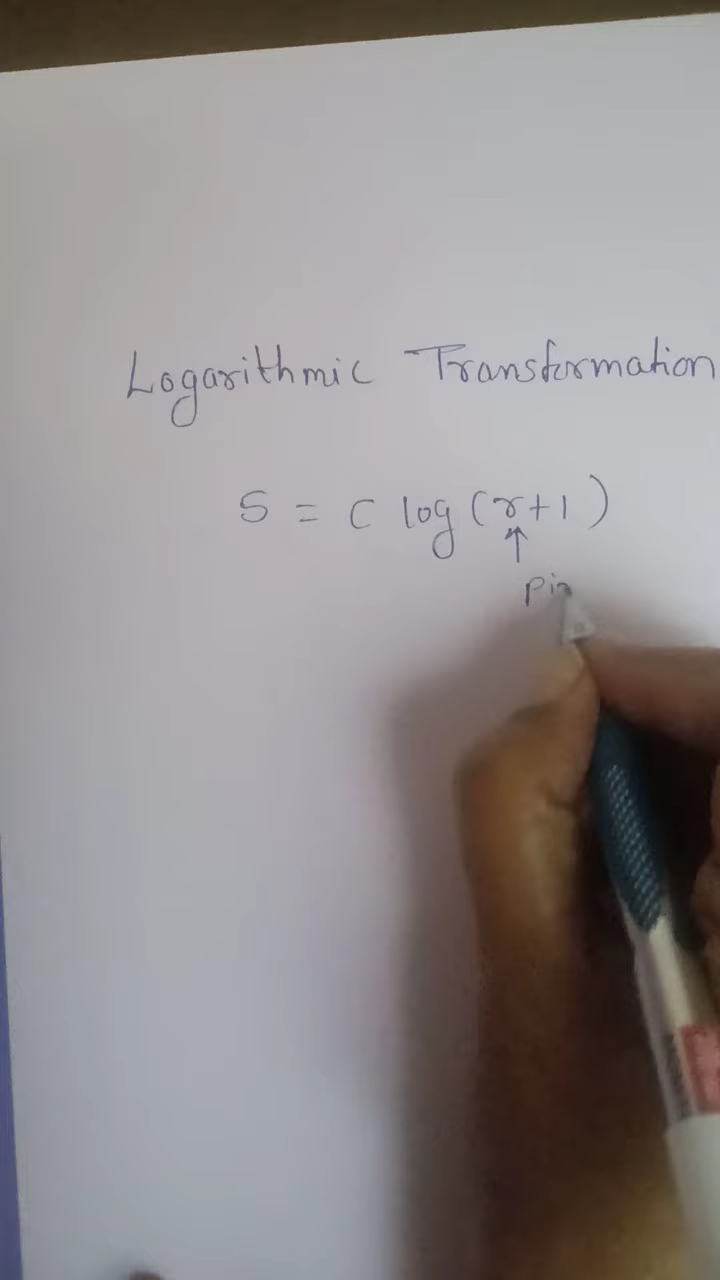 Logarithmic Transformation
S = C log (r+1)
↑